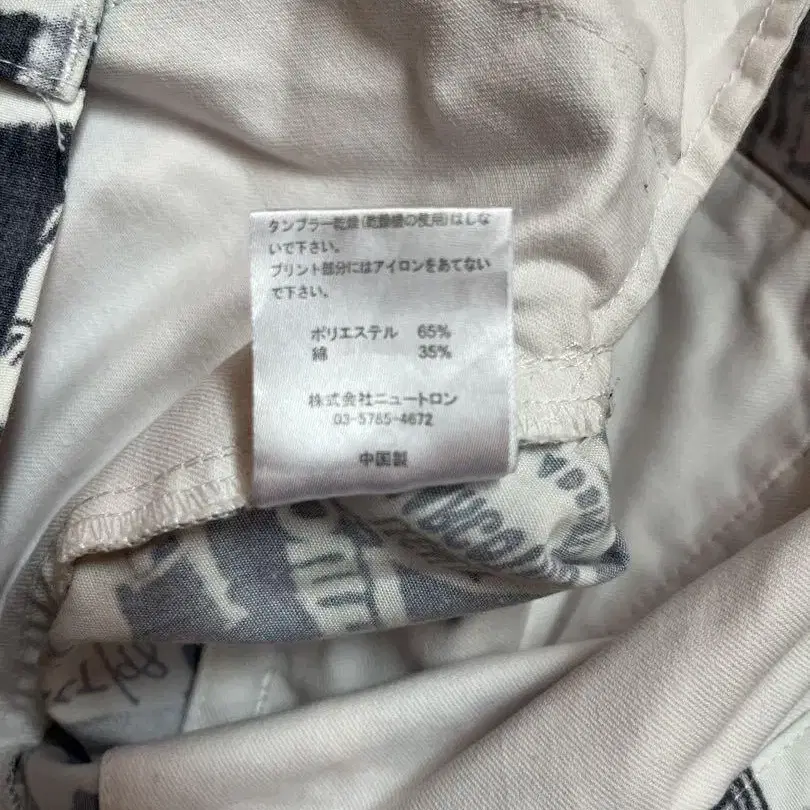 タンブラー乾燥(乾燥機の使用)はしな
いで下さい。
プリント部分にはアイロンをあてない
で下さい。
ポリエステル 65%
綿 35%
株式会社ニュートロン
03-5785-4672
中国製